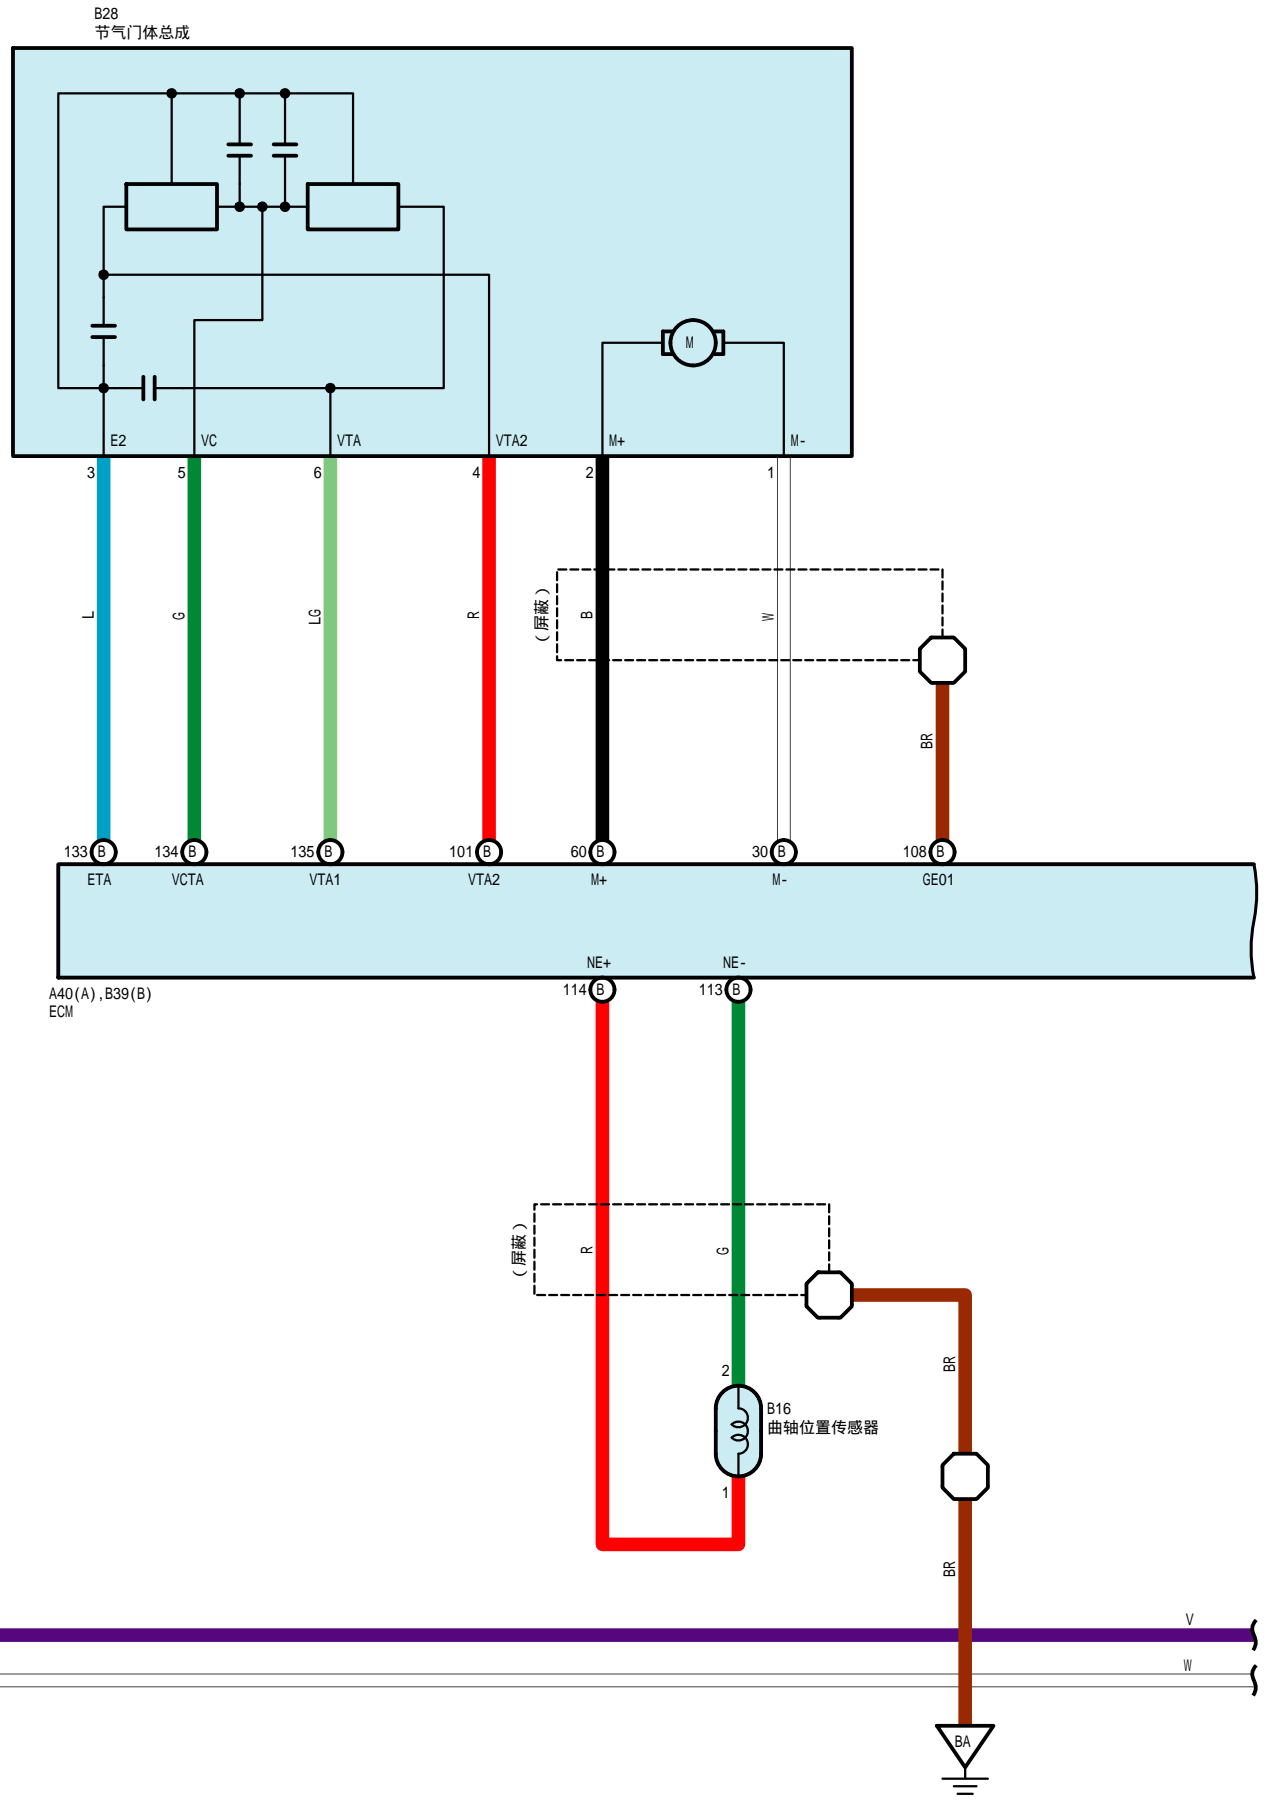 B28
节气门体总成
M
E2
VC
VTA
VTA2
M+
M-
3
5
6
4
2
1
(屏蔽)
L
G
LG
R
B
W
BR
133 B
134 B
135 B
101 B
60 B
30 B
108 B
ETA
VCTA
VTA1
VTA2
M+
M-
GE01
NE+
NE-
A40(A),B39(B)
ECM
114 B
113 B
(屏蔽)
R
G
BR
2
B16
曲轴位置传感器
1
BR
V
W
BA